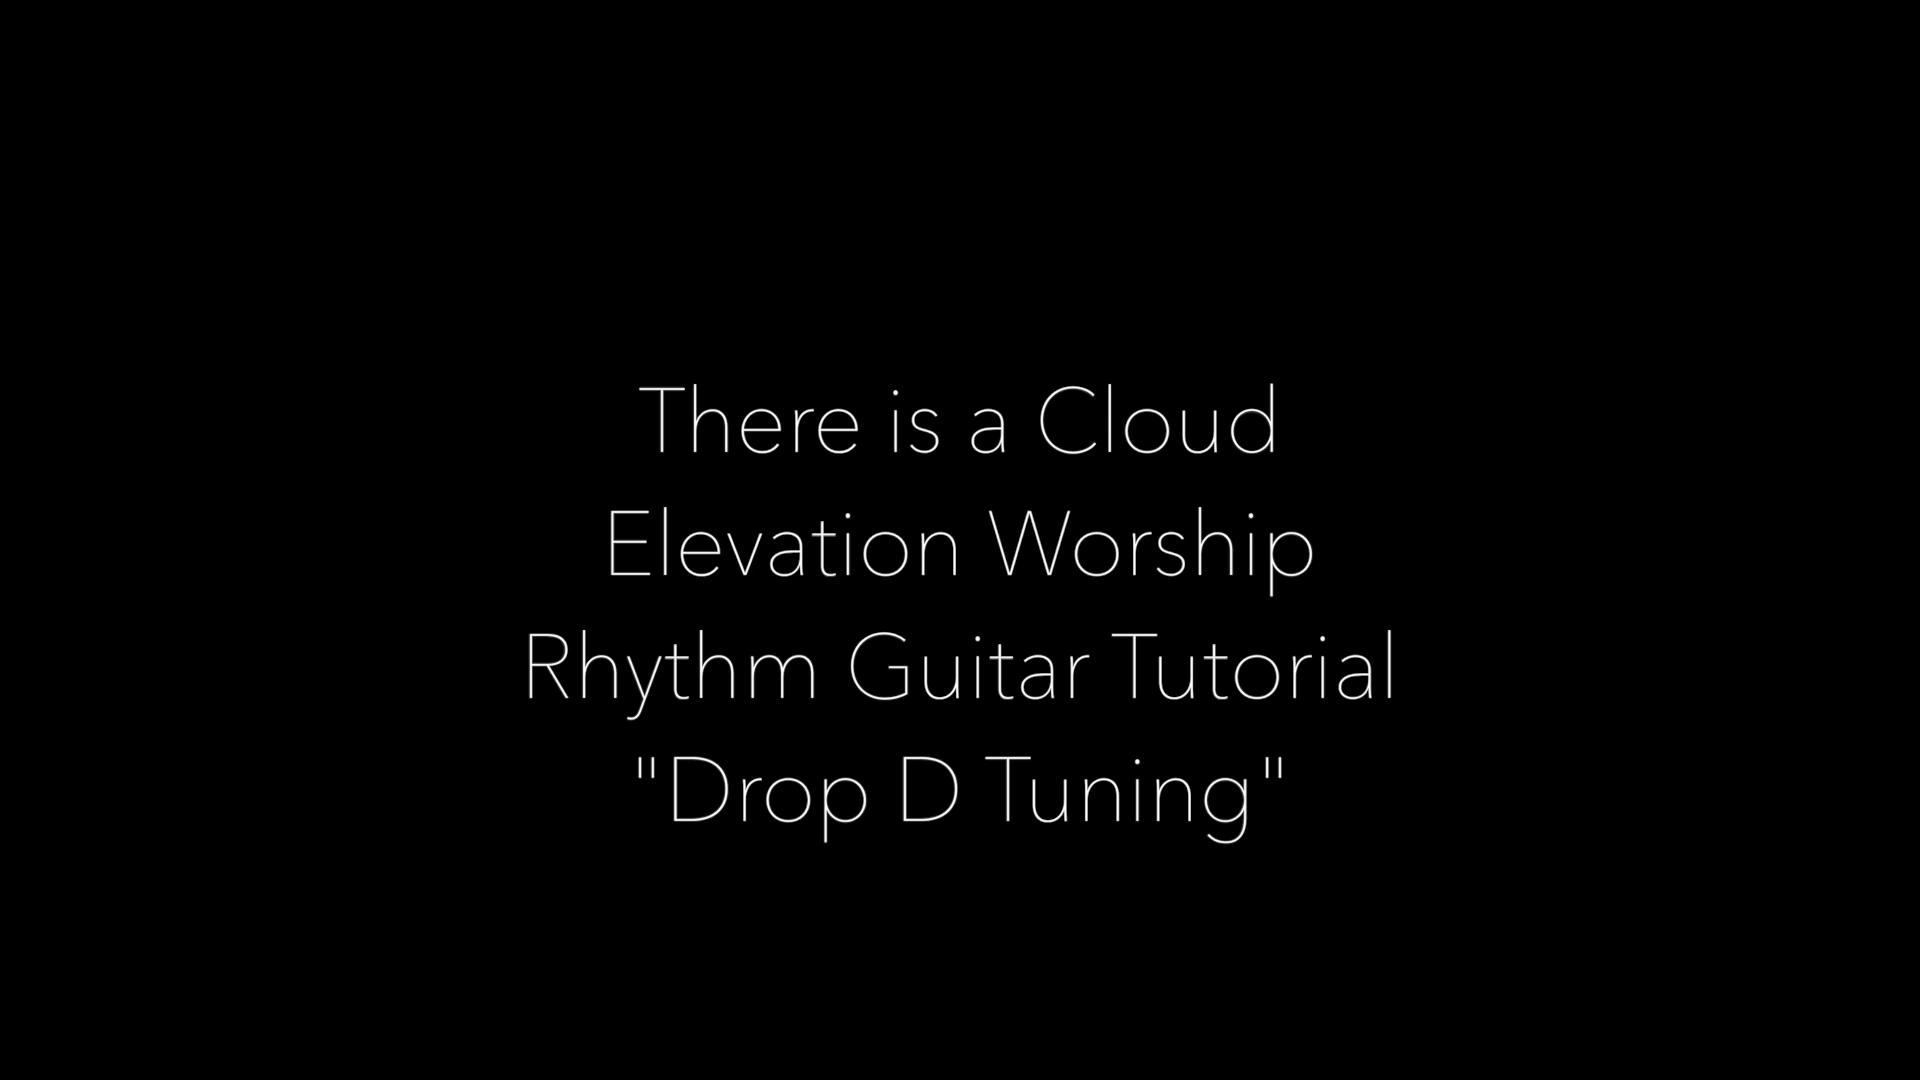 There is a Cloud
Elevation Worship
Rhythm Guitar Tutorial
"Drop D Tuning"